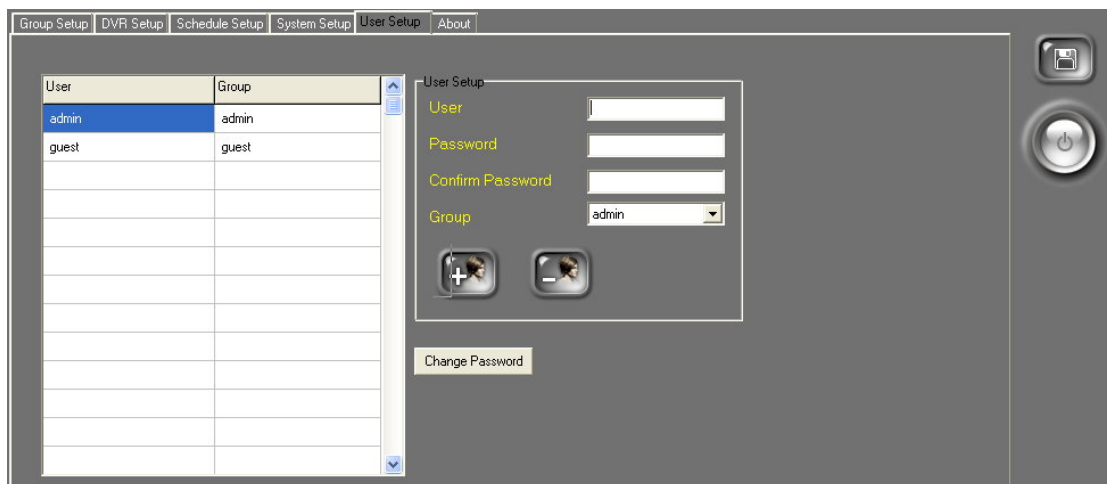 Group Setup DVR Setup Schedule Setup System Setup User Setup About
User Group
admin admin
guest guest
User Setup
User
Password
Confirm Password
Group admin
+ -
Change Password